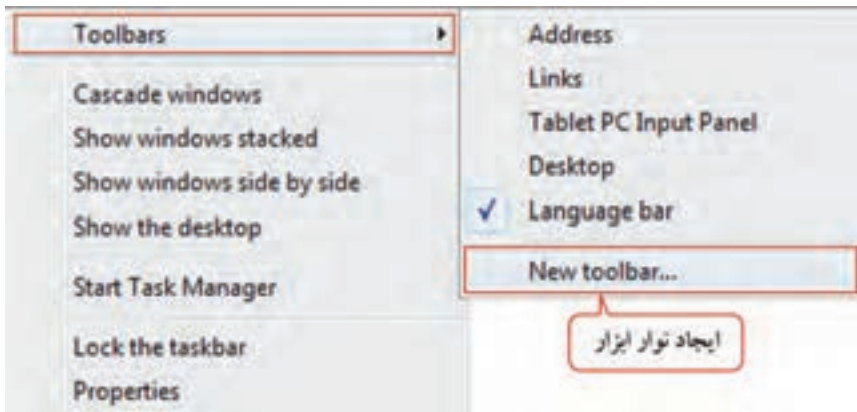 Toolbars
Cascade windows
Show windows stacked
Show windows side by side
Show the desktop
Start Task Manager
Lock the taskbar
Properties
Address
Links
Tablet PC Input Panel
Desktop
Language bar
New toolbar...
ایجاد نوار ابزار